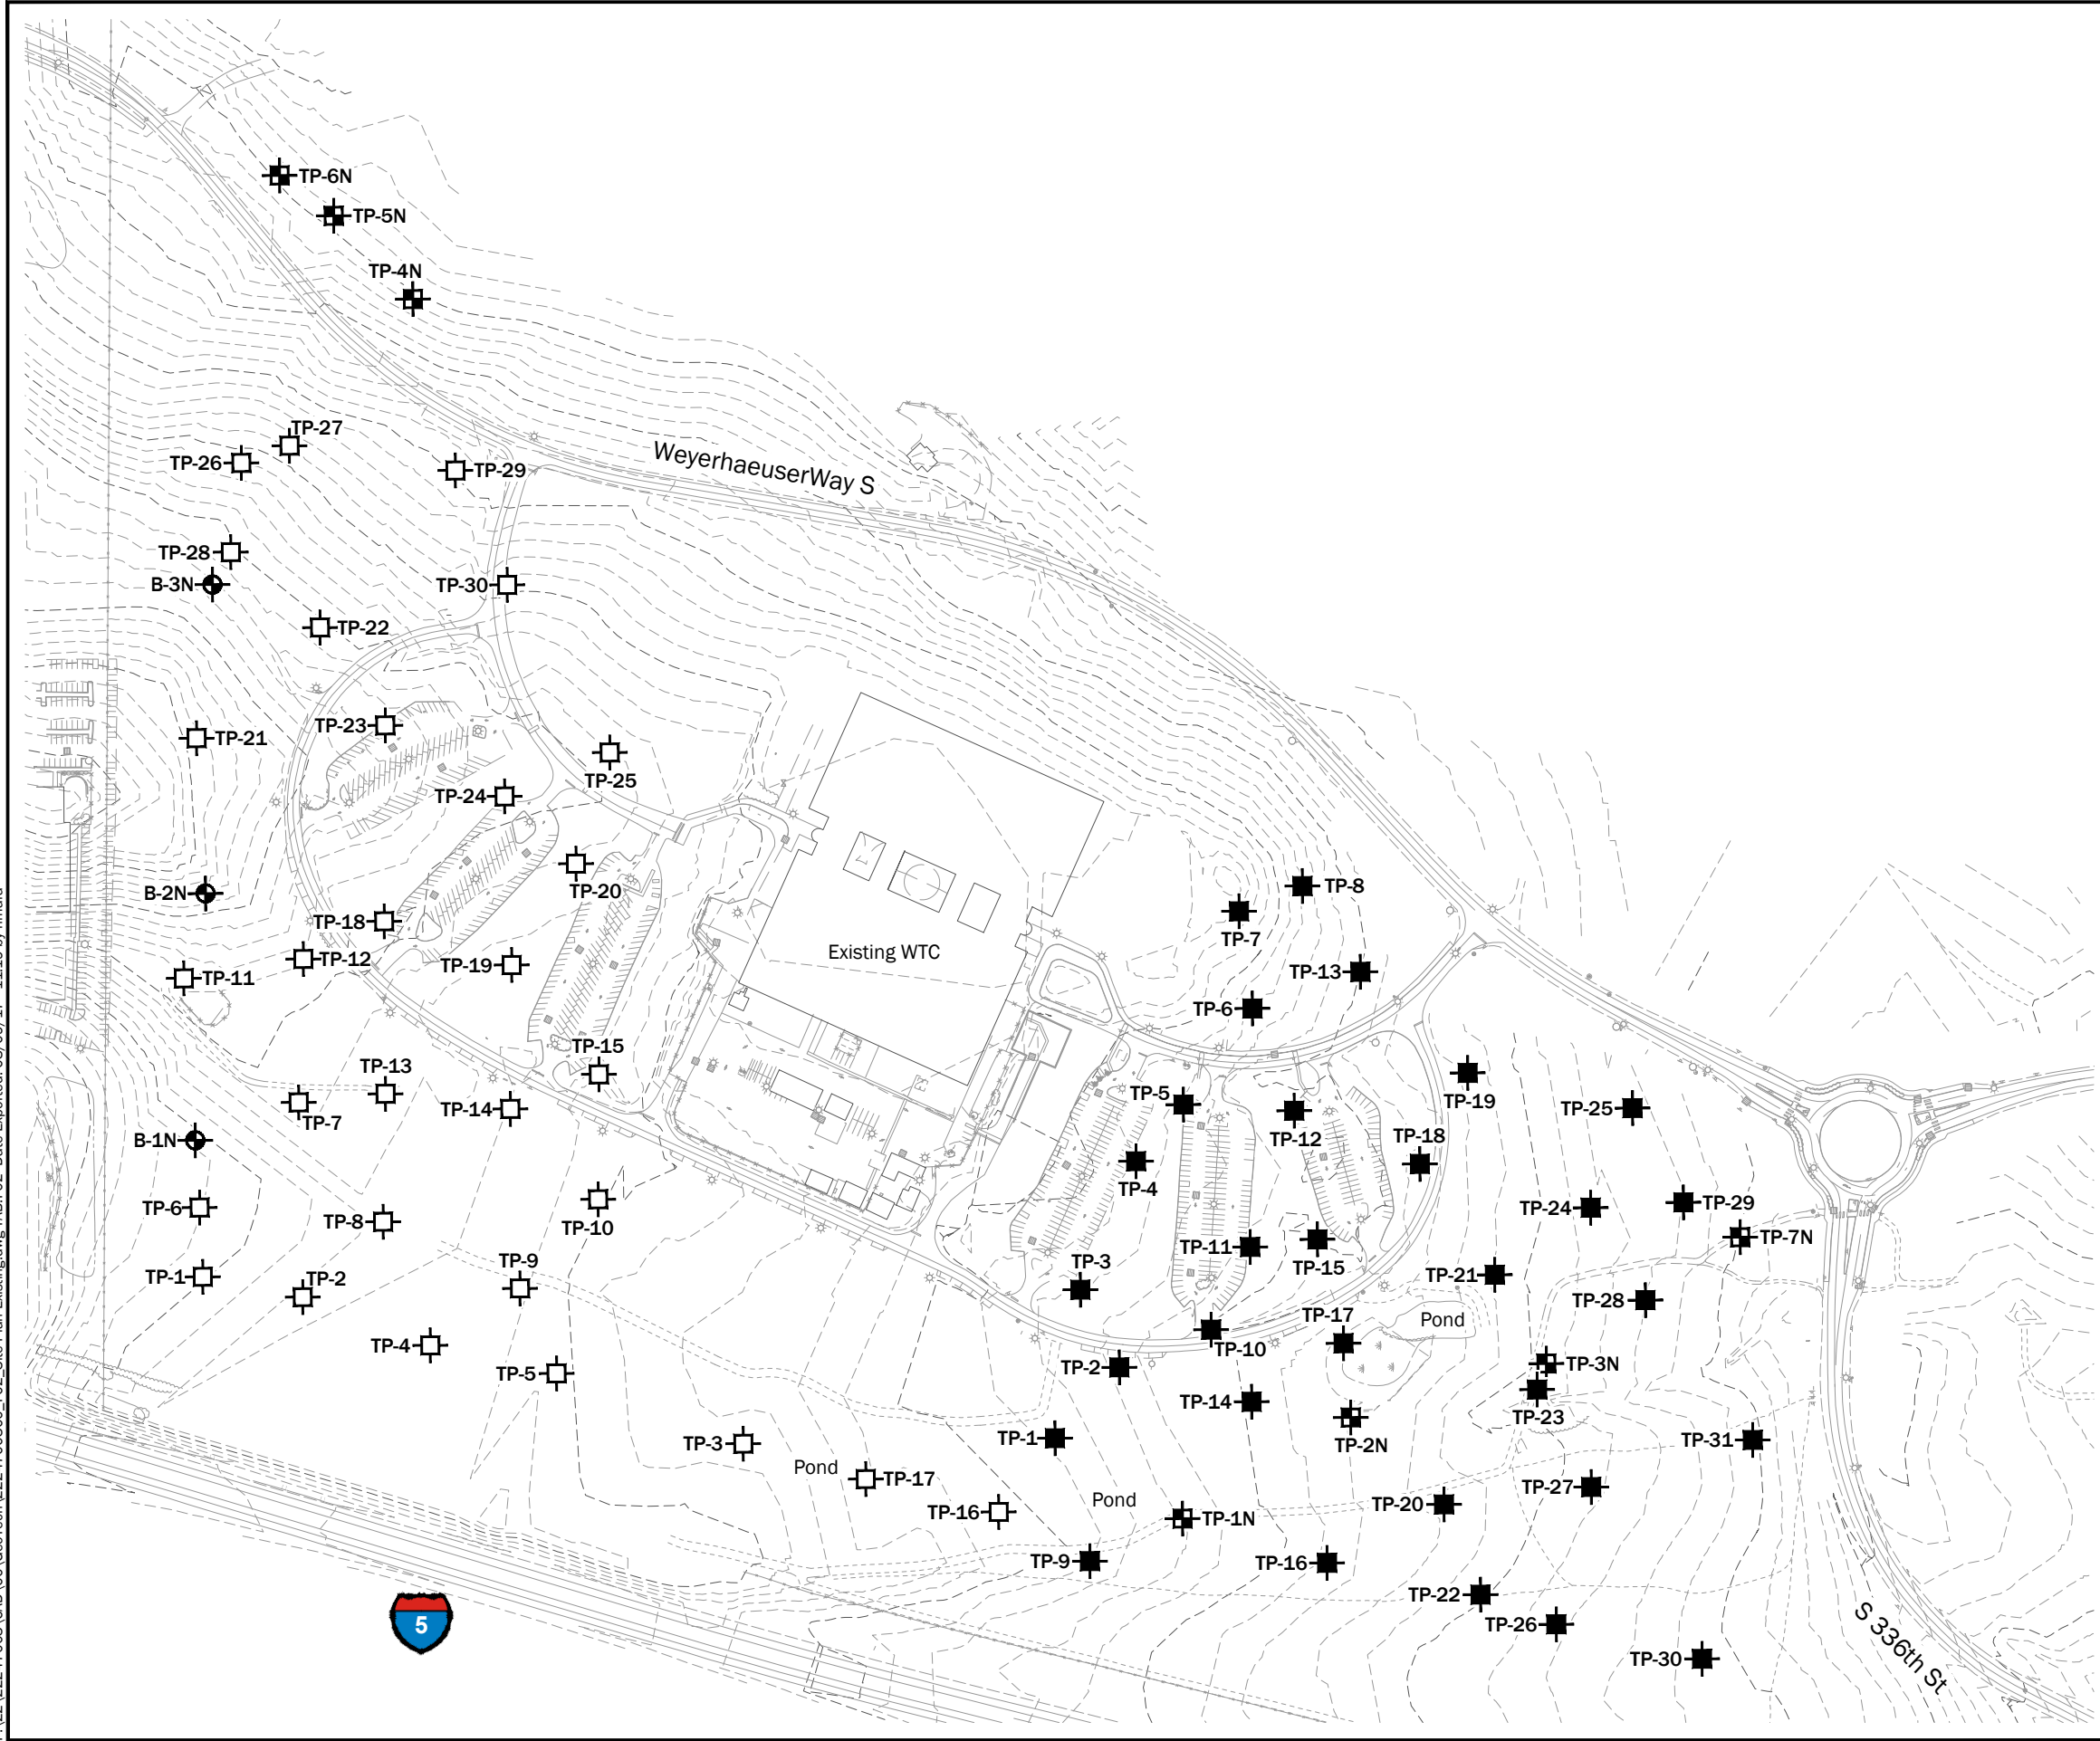 TP-6N
TP-5N
TP-4N
TP-27
TP-26
TP-29
WeyerhaeuserWay S
TP-28
B-3N
TP-30
TP-22
TP-23
TP-21
TP-25
TP-24
TP-20
B-2N
TP-18
TP-12
TP-19
TP-11
Existing WTC
TP-8
TP-7
TP-13
TP-6
TP-15
TP-13
TP-7
TP-14
B-1N
TP-5
TP-12
TP-4
TP-18
TP-19
TP-25
TP-6
TP-8
TP-10
TP-24
TP-29
TP-7N
TP-1
TP-2
TP-9
TP-3
TP-11
TP-15
TP-21
TP-28
TP-17
Pond
TP-4
TP-5
TP-10
TP-2
TP-3N
TP-23
TP-14
TP-2N
TP-1
TP-31
TP-3
Pond
TP-17
TP-16
Pond
TP-1N
TP-20
TP-27
TP-9
TP-16
TP-22
TP-26
TP-30
5
S 336th St